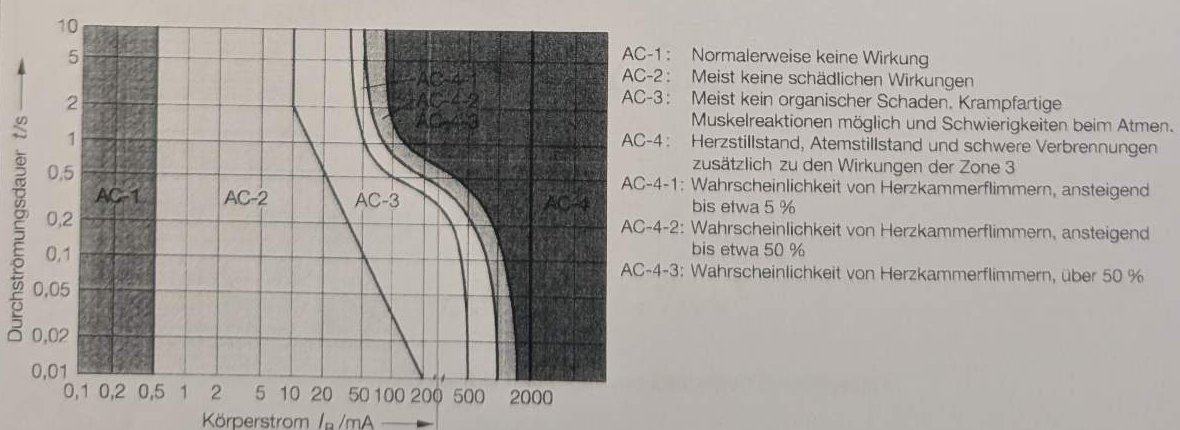 10
5
2
1
0,5
0,2
0,1
0,05
0,02
0,01
Durchströmungsdauer t/s
AC-1
AC-2
AC-3
AC-4
AC-4-1
AC-4-2
AC-4-3
0,1 0,2 0,5 1 2 5 10 20 50 100 200 500 2000
Körperstrom I_B/mA
AC-1: Normalerweise keine Wirkung
AC-2: Meist keine schädlichen Wirkungen
AC-3: Meist kein organischer Schaden. Krampfartige
Muskelreaktionen möglich und Schwierigkeiten beim Atmen.
AC-4: Herzstillstand, Atemstillstand und schwere Verbrennungen
zusätzlich zu den Wirkungen der Zone 3
AC-4-1: Wahrscheinlichkeit von Herzkammerflimmern, ansteigend
bis etwa 5 %
AC-4-2: Wahrscheinlichkeit von Herzkammerflimmern, ansteigend
bis etwa 50 %
AC-4-3: Wahrscheinlichkeit von Herzkammerflimmern, über 50 %